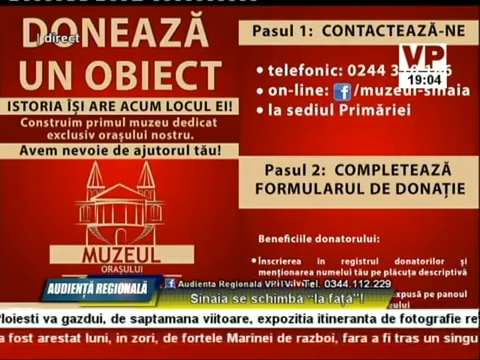 DONEAZĂ
direct
UN OBIECT
ISTORIA ÎȘI ARE ACUM LOCUL EI!
Construim primul muzeu dedicat
exclusiv orașului nostru.
Avem nevoie de ajutorul tău!
MUZEUL
ORAȘULUI
Pasul 1: CONTACTEAZĂ-NE
VP
19:04
• telefonic: 0244
• on-line: f /muzeul-sinaia
• la sediul Primăriei
Pasul 2: COMPLETEAZĂ
FORMULARUL DE DONAȚIE
Beneficiile donatorului:
• Înscrierea în registrul donatorilor și
menționarea numelui tău pe plăcuța descriptivă
expusă pe panoul
AUDIENȚĂ REGIONALĂ
f Audienta Regionala VPTV Tel. 0344.112.229
Sinaia se schimbă "la față"!
Ploiesti va gazdui, de saptamana viitoare, expozitia itineranta de fotografie
a fost arestat luni, in zori, de fortele Marinei de razboi, fara a fi tras un singur